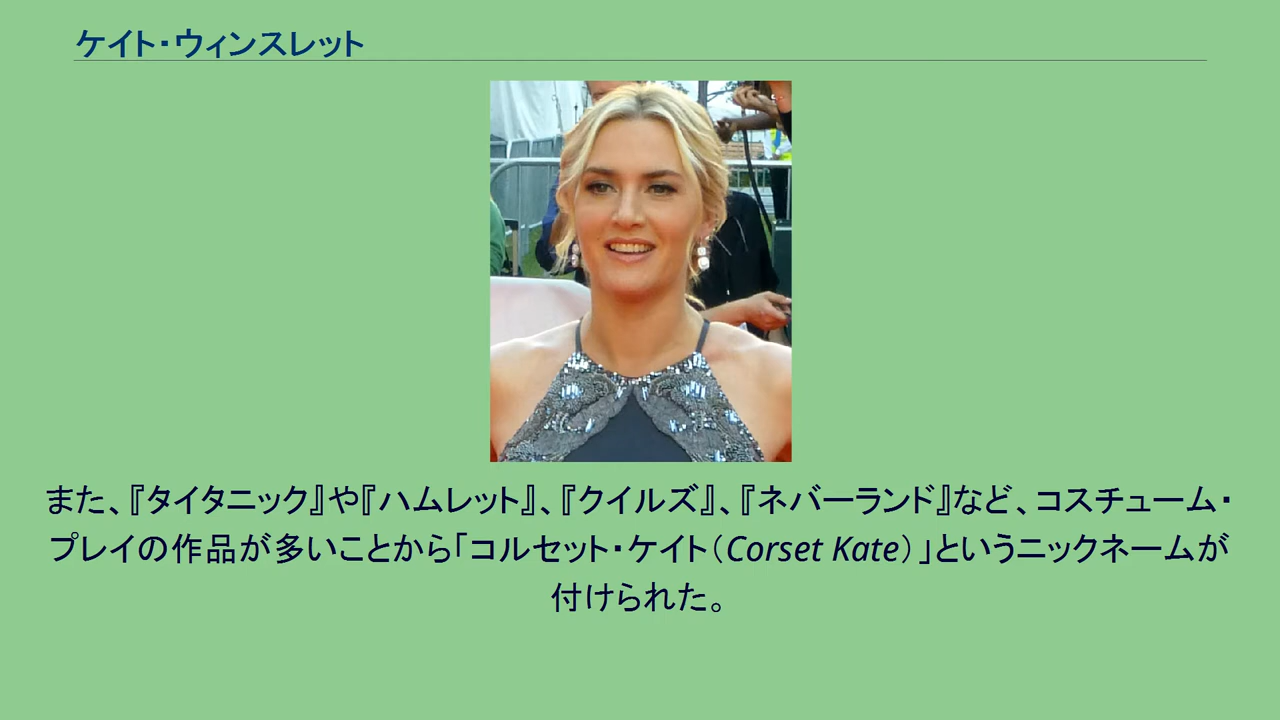 ケイト・ウィンスレット
また、『タイタニック』や『ハムレット』、『クイルズ』、『ネバーランド』など、コスチューム・
プレイの作品が多いことから「コルセット・ケイト（Corset Kate）」というニックネームが
付けられた。